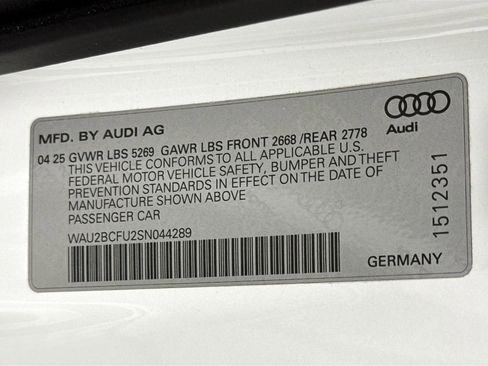 MFD. BY AUDI AG
04 25 GVWR LBS 5269 GAWR LBS FRONT 2668 /REAR 2778
THIS VEHICLE CONFORMS TO ALL APPLICABLE U.S.
FEDERAL MOTOR VEHICLE SAFETY, BUMPER AND THEFT
PREVENTION STANDARDS IN EFFECT ON THE DATE OF
MANUFACTURE SHOWN ABOVE
PASSENGER CAR
WAU2BCFU2SN044289
Audi
1512351
GERMANY